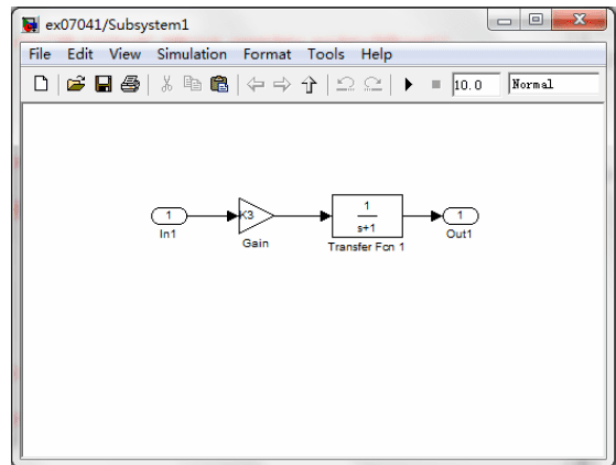 ex07041/Subsystem1
File Edit View Simulation Format Tools Help
10.0 Normal
1 K3 1 1
s+1
In1 Gain Transfer Fcn 1 Out1